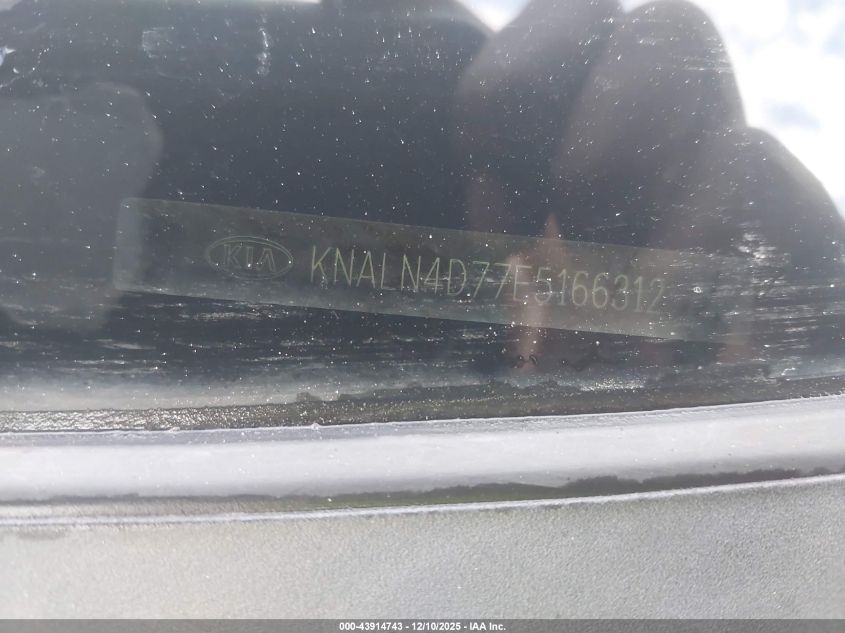 KIA KNALN4D77E5166312
000-43914743 - 12/10/2025 - IAA Inc.